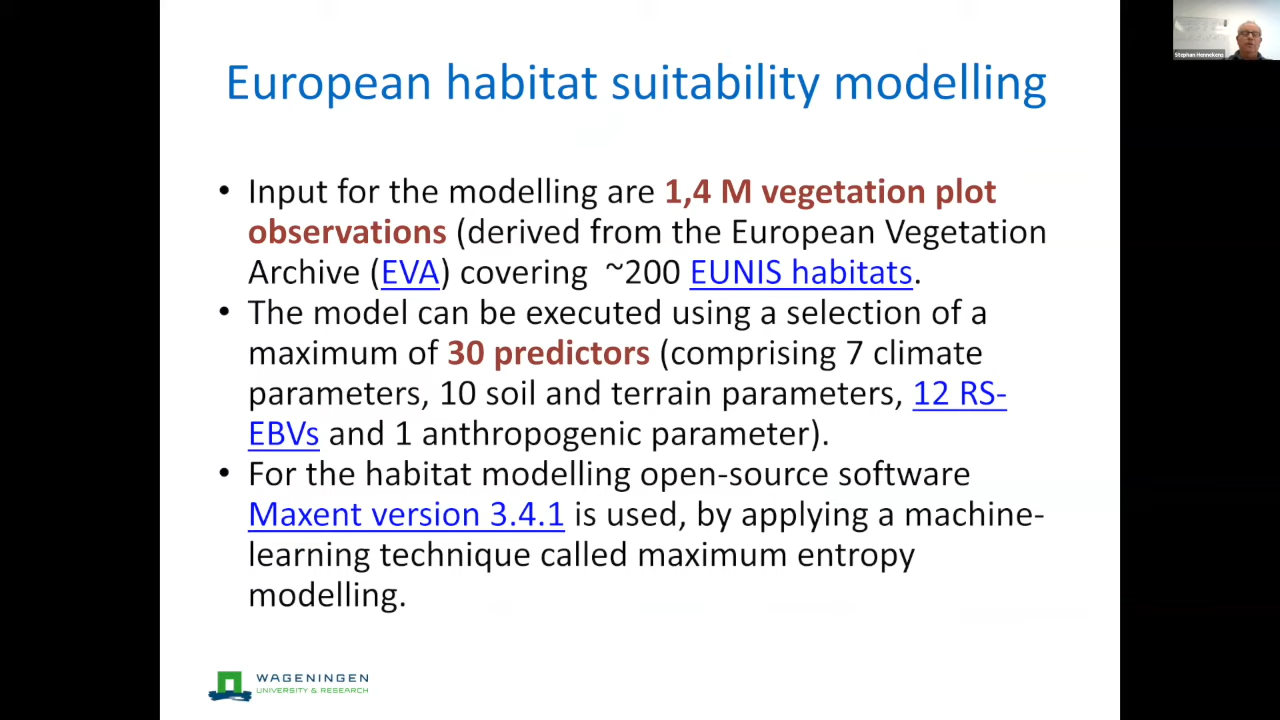 Stephan Hennekens
European habitat suitability modelling
• Input for the modelling are 1,4 M vegetation plot
observations (derived from the European Vegetation
Archive (EVA) covering ~200 EUNIS habitats.
• The model can be executed using a selection of a
maximum of 30 predictors (comprising 7 climate
parameters, 10 soil and terrain parameters, 12 RS-
EBVs and 1 anthropogenic parameter).
• For the habitat modelling open-source software
Maxent version 3.4.1 is used, by applying a machine-
learning technique called maximum entropy
modelling.
WAGENINGEN
UNIVERSITY & RESEARCH